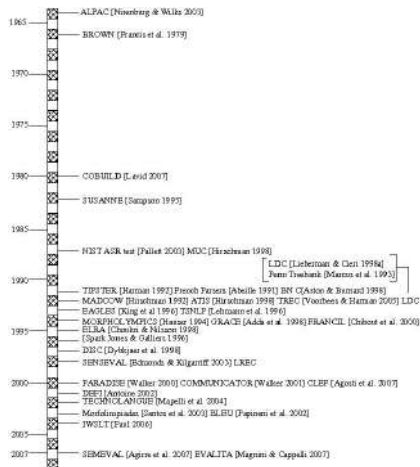 ALPAC [Nirenburg & Wilks 2003]
1965
BROWN [Francis et al. 1979]
1970
1975
1980
COBUILD [Lavid 2007]
SUSANNE [Sampson 1995]
1985
NIST ASR test [Pallett 2003] MUC [Hirschman 1998]
LDC [Lieberman & Cieri 1998a]
Penn Treebank [Marcus et al. 1993]
1990
TIPSTER [Harman 1992] French Parsers [Abeille 1991] BNC [Aston & Burnard 1998]
MADCOW [Hirschman 1992] ATIS [Hirschman 1998] TREC [Voorhees & Harman 2005] LDC
EAGLES [King et al 1996] TSNLP [Lehmann et al. 1996]
MORPHOLYMPICS [Hauser 1994] GRACE [Adda et al. 1998] FRANCIL [Chibout et al. 2000]
1995
ELRA [Choukri & Nilsson 1998]
[Spark Jones & Galliers 1996]
DISC [Dybkjaer et al. 1998]
SENSEVAL [Edmonds & Kilgarriff 2003] LREC
2000
PARADISE [Walker 2000] COMMUNICATOR [Walker 2001] CLEF [Agosti et al. 2007]
DEFI [Antoine 2002]
TECHNOLANGUE [Mapelli et al. 2004]
Morfolimpiadas [Santos et al. 2003] BLEU [Papineni et al. 2002]
IWSLT [Paul 2006]
2005
2007
SEMEVAL [Agirre et al. 2007] EVALITA [Magnini & Cappelli 2007]